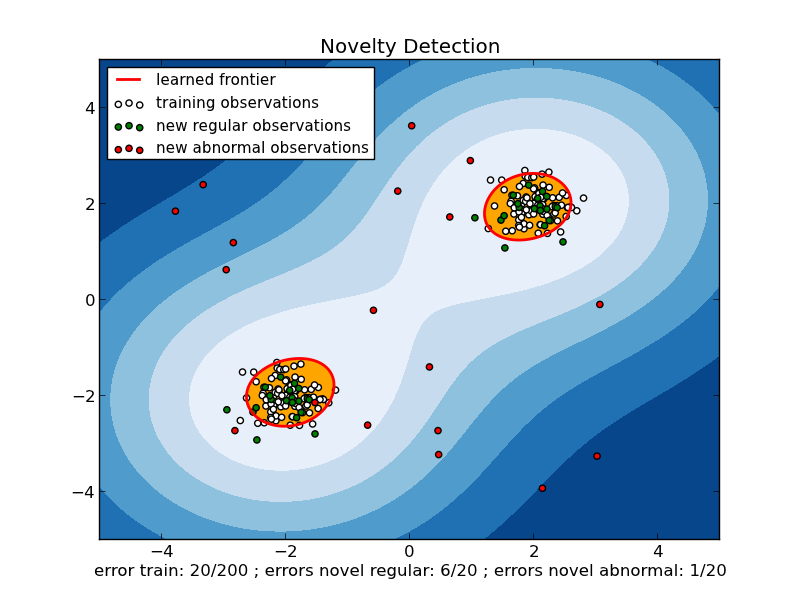 Novelty Detection
learned frontier
training observations
new regular observations
new abnormal observations
4
2
0
−2
−4
−4 −2 0 2 4
error train: 20/200 ; errors novel regular: 6/20 ; errors novel abnormal: 1/20